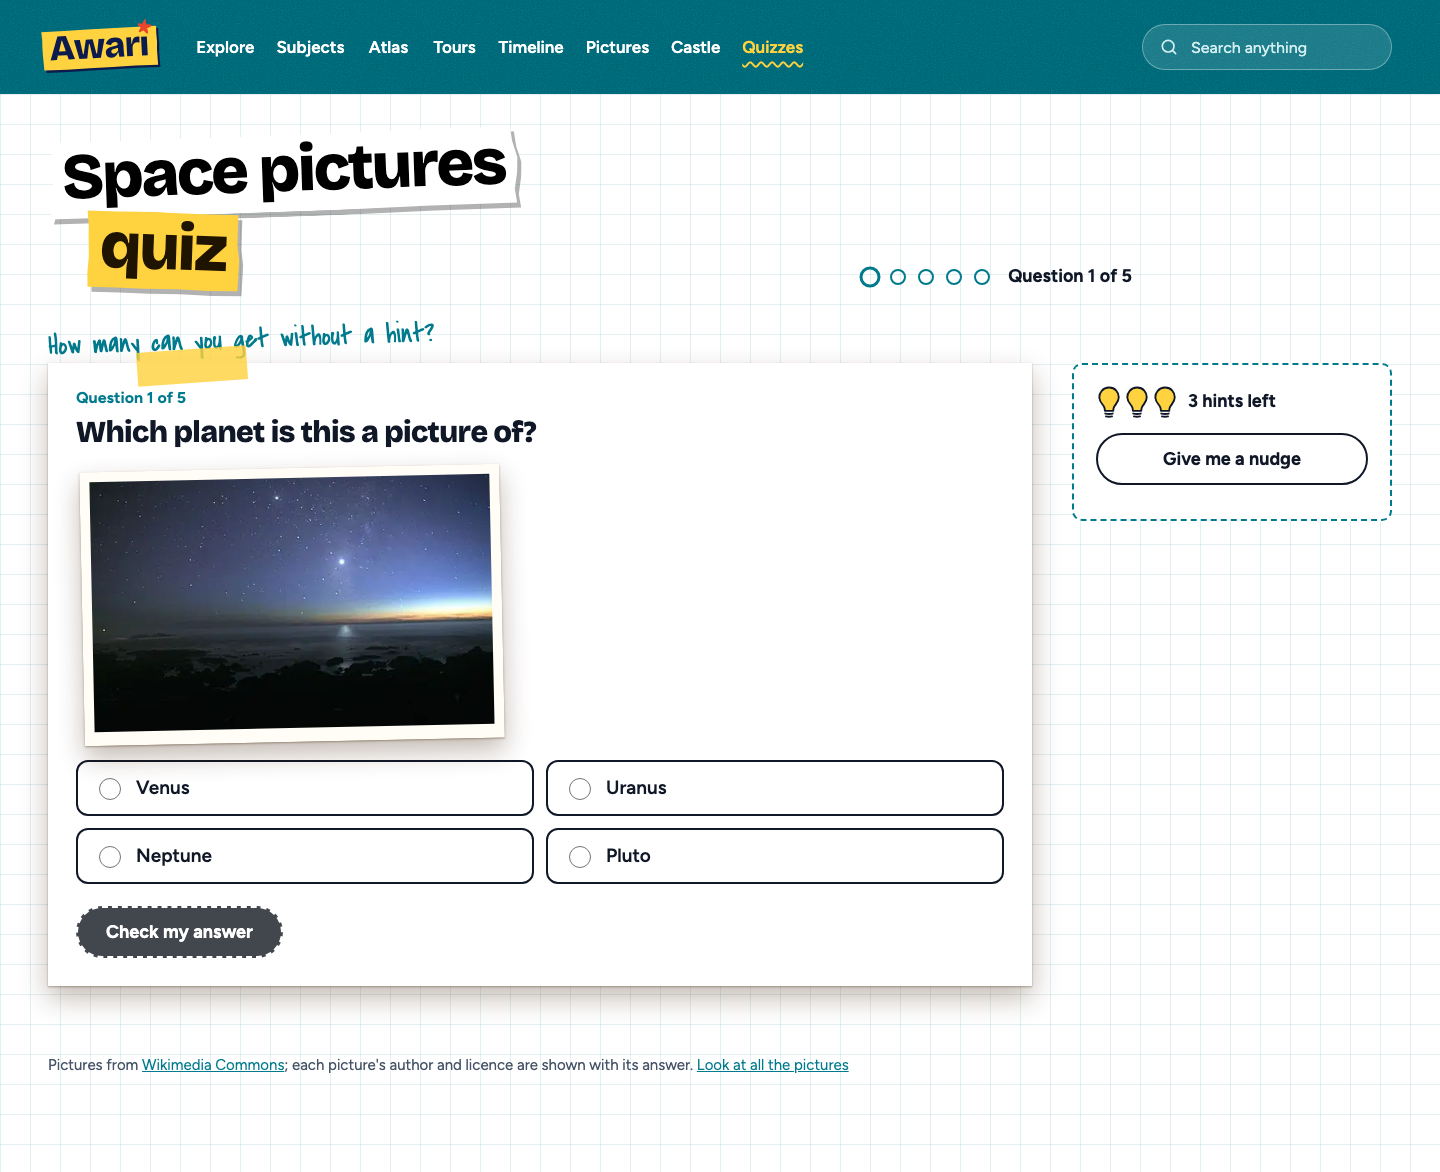 Awari
Explore Subjects Atlas Tours Timeline Pictures Castle Quizzes
Search anything
Space pictures
quiz
Question 1 of 5
How many can you get without a hint?
Question 1 of 5
Which planet is this a picture of?
Venus
Uranus
Neptune
Pluto
Check my answer
3 hints left
Give me a nudge
Pictures from Wikimedia Commons; each picture's author and licence are shown with its answer. Look at all the pictures